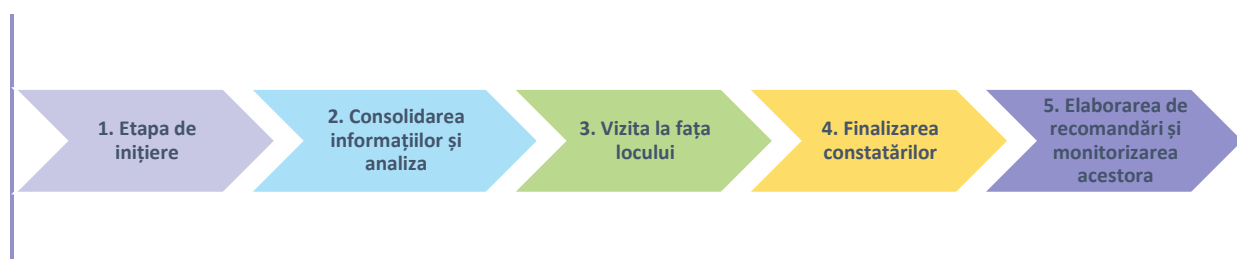 1. Etapa de
inițiere
2. Consolidarea
informațiilor și
analiza
3. Vizita la fața
locului
4. Finalizarea
constatărilor
5. Elaborarea de
recomandări și
monitorizarea
acestora